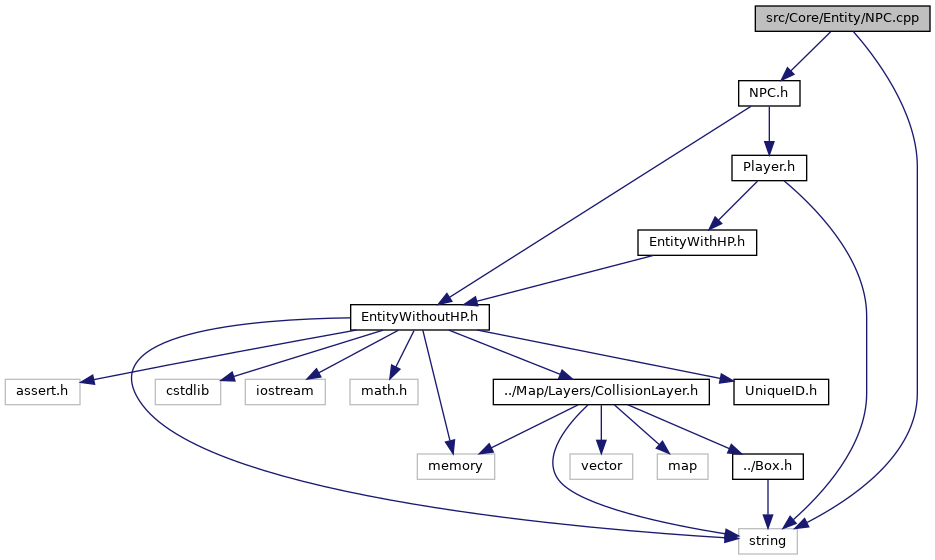 src/Core/Entity/NPC.cpp
NPC.h
Player.h
EntityWithHP.h
EntityWithoutHP.h
assert.h
cstdlib
iostream
math.h
../Map/Layers/CollisionLayer.h
UniqueID.h
memory
vector
map
../Box.h
string